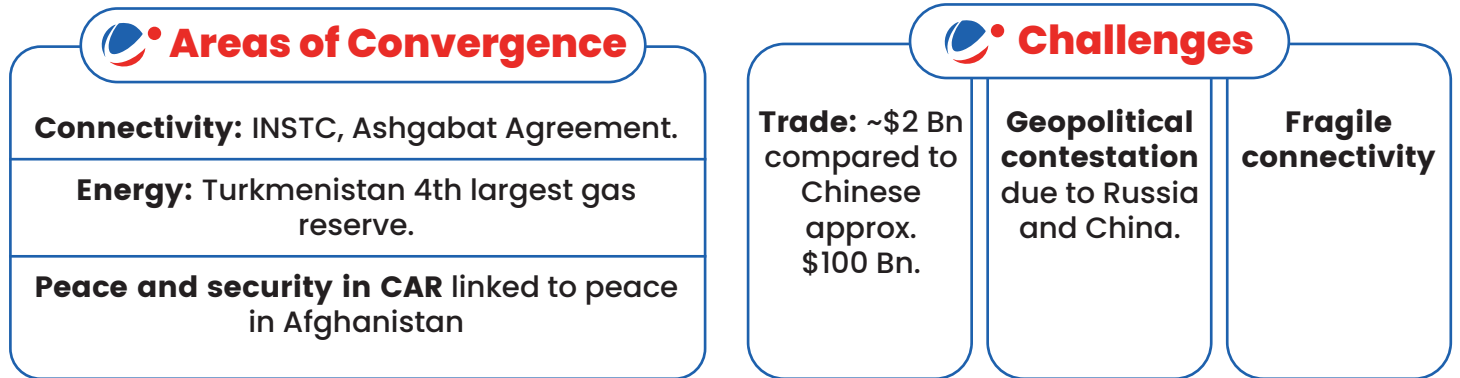 Areas of Convergence
Connectivity: INSTC, Ashgabat Agreement.
Energy: Turkmenistan 4th largest gas
reserve.
Peace and security in CAR linked to peace
in Afghanistan
Challenges
Trade: ~$2 Bn
compared to
Chinese
approx.
$100 Bn.
Geopolitical
contestation
due to Russia
and China.
Fragile
connectivity